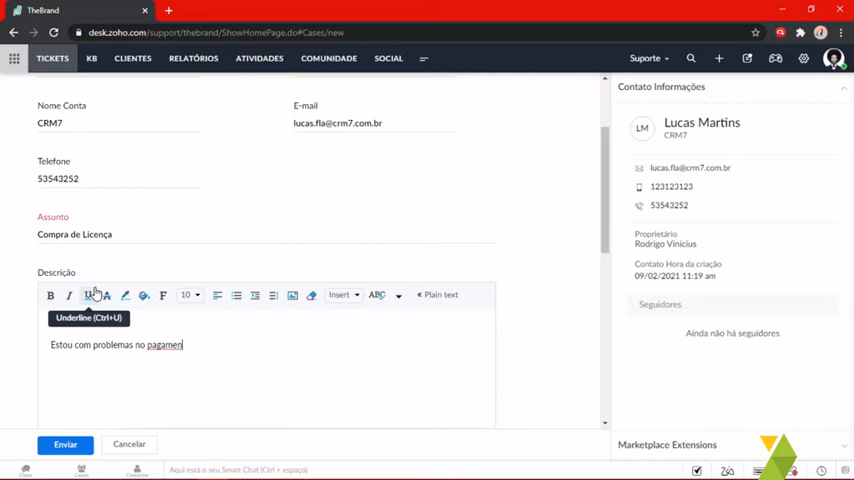 TheBrand
desk.zoho.com/support/thebrand/ShowHomePage.do#Cases/new
TICKETS KB CLIENTES RELATÓRIOS ATIVIDADES COMUNIDADE SOCIAL Suporte
Nome Conta
CRM7
E-mail
lucas.fla@crm7.com.br
Telefone
53543252
Assunto
Compra de Licença
Descrição
B I U A F 10 Insert ABC « Plain text
Underline (Ctrl+U)
Estou com problemas no pagamen
Enviar Cancelar
Contato Informações
LM
Lucas Martins
CRM7
lucas.fla@crm7.com.br
123123123
53543252
Proprietário
Rodrigo Vinícius
Contato Hora da criação
09/02/2021 11:19 am
Seguidores
Ainda não há seguidores
Marketplace Extensions
Aqui está o seu Smart Chat (Ctrl + espaço)